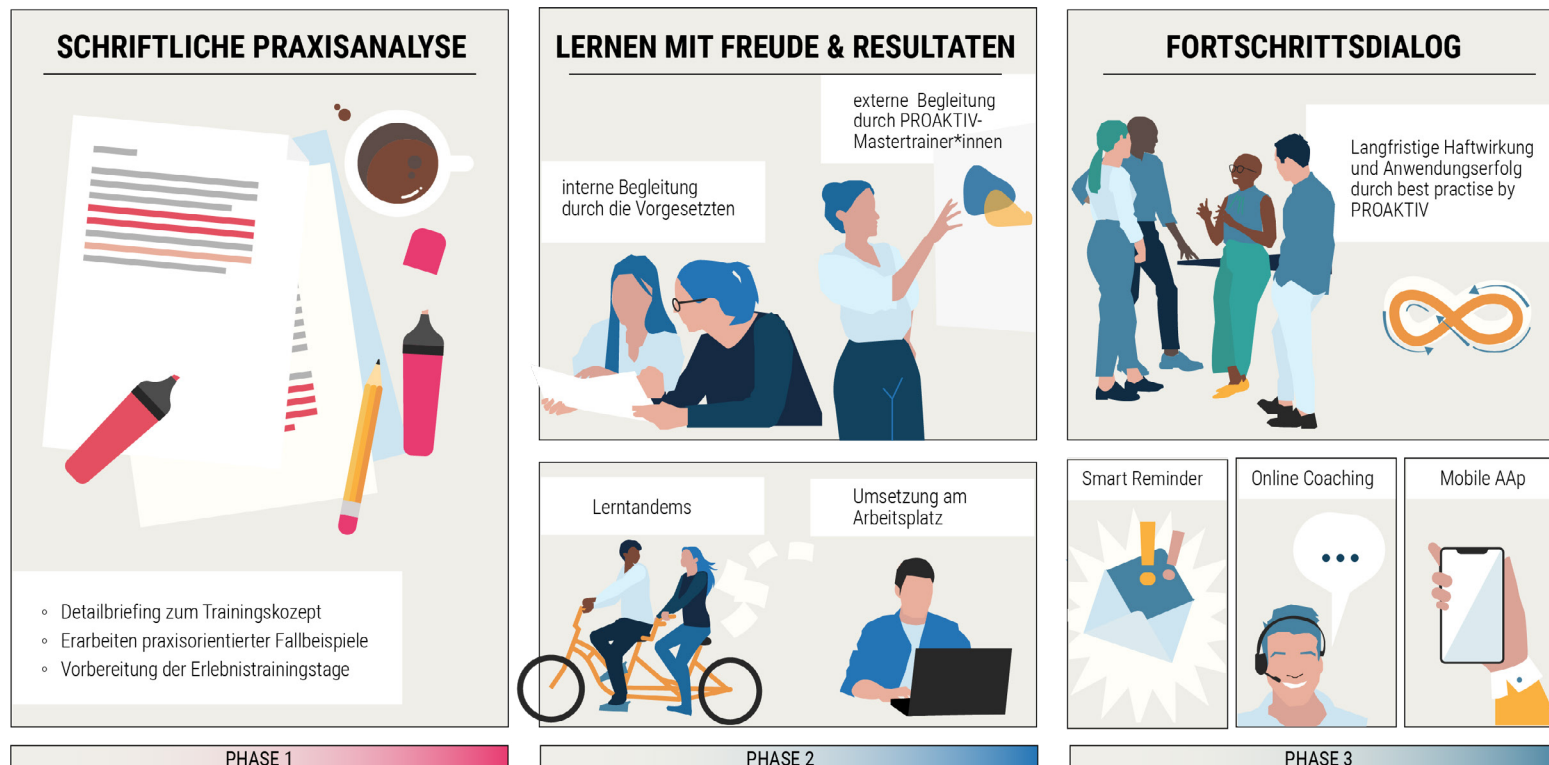 SCHRIFTLICHE PRAXISANALYSE
◦ Detailbriefing zum Trainingskozept
◦ Erarbeiten praxisorientierter Fallbeispiele
◦ Vorbereitung der Erlebnistrainingstage
PHASE 1
LERNEN MIT FREUDE & RESULTATEN
externe Begleitung
durch PROAKTIV-
Mastertrainer*innen
interne Begleitung
durch die Vorgesetzten
Lerntandems
Umsetzung am
Arbeitsplatz
PHASE 2
FORTSCHRITTSDIALOG
Langfristige Haftwirkung
und Anwendungserfolg
durch best practise by
PROAKTIV
Smart Reminder
Online Coaching
Mobile AAp
PHASE 3